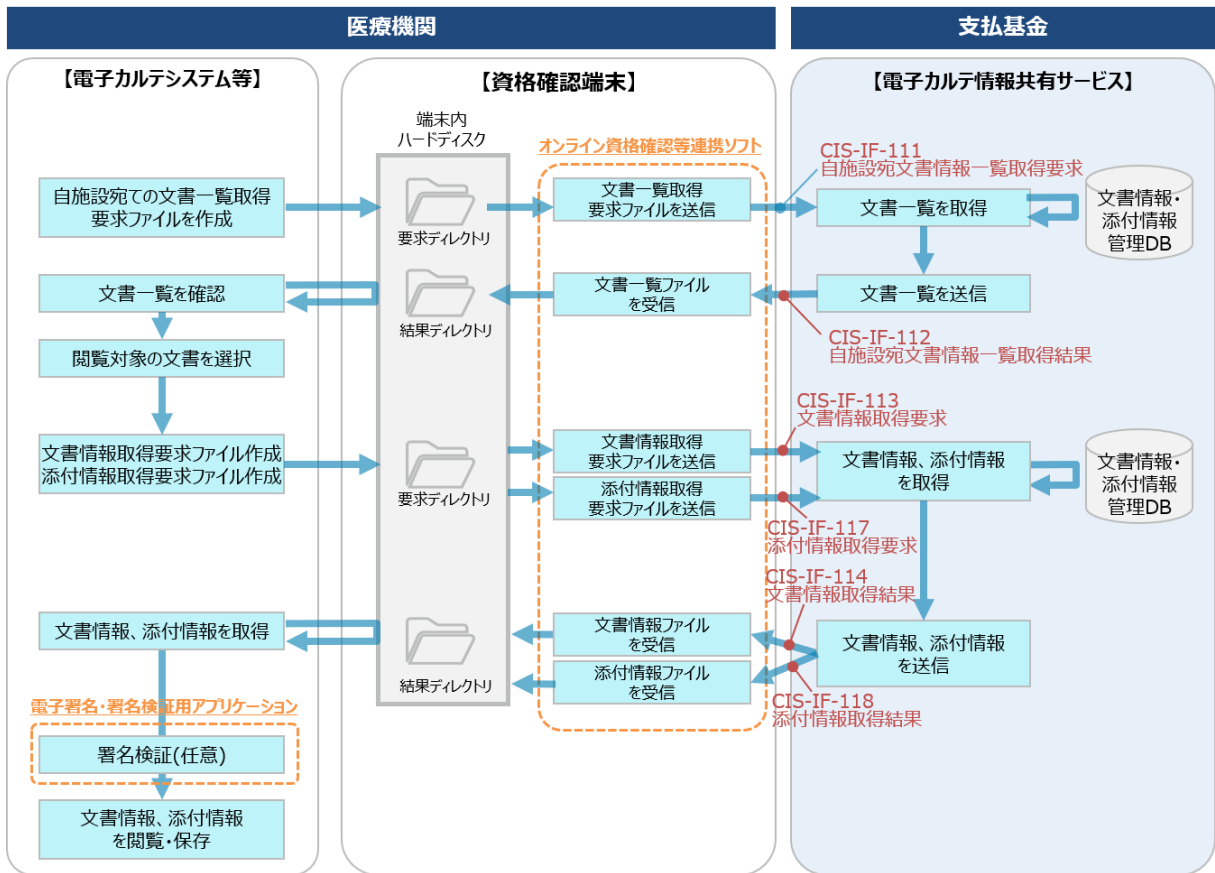 医療機関
支払基金
【電子カルテシステム等】
【資格確認端末】
【電子カルテ情報共有サービス】
端末内
ハードディスク
オンライン資格確認等連携ソフト
CIS-IF-111
自施設宛文書情報一覧取得要求
自施設宛ての文書一覧取得
要求ファイルを作成
要求ディレクトリ
文書一覧取得
要求ファイルを送信
文書一覧を取得
文書情報・
添付情報
管理DB
文書一覧を確認
結果ディレクトリ
文書一覧ファイル
を受信
文書一覧を送信
CIS-IF-112
自施設宛文書情報一覧取得結果
閲覧対象の文書を選択
CIS-IF-113
文書情報取得要求
文書情報取得要求ファイル作成
添付情報取得要求ファイル作成
要求ディレクトリ
文書情報取得
要求ファイルを送信
添付情報取得
要求ファイルを送信
文書情報、添付情報
を取得
文書情報・
添付情報
管理DB
CIS-IF-117
添付情報取得要求
CIS-IF-114
文書情報取得結果
文書情報、添付情報を取得
結果ディレクトリ
文書情報ファイル
を受信
添付情報ファイル
を受信
文書情報、添付情報
を送信
CIS-IF-118
添付情報取得結果
電子署名・署名検証用アプリケーション
署名検証(任意)
文書情報、添付情報
を閲覧・保存